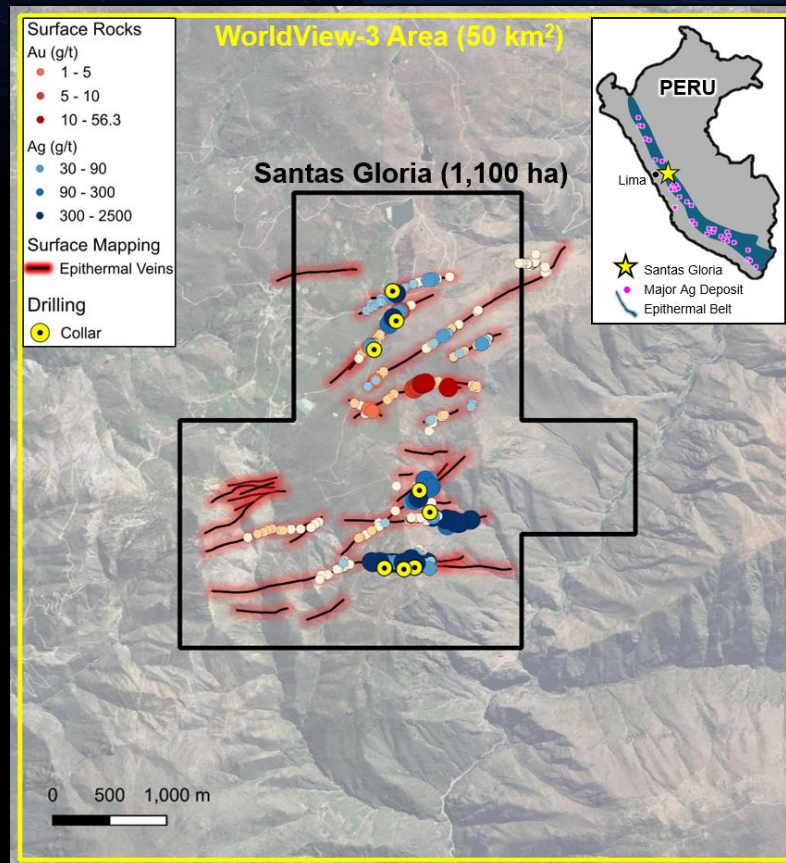 WorldView-3 Area (50 km²)
Surface Rocks
Au (g/t)
1 - 5
5 - 10
10 - 56.3
Ag (g/t)
30 - 90
90 - 300
300 - 2500
Surface Mapping
Epithermal Veins
Drilling
Collar
PERU
Lima
Santas Gloria
Major Ag Deposit
Epithermal Belt
Santas Gloria (1,100 ha)
0 500 1,000 m